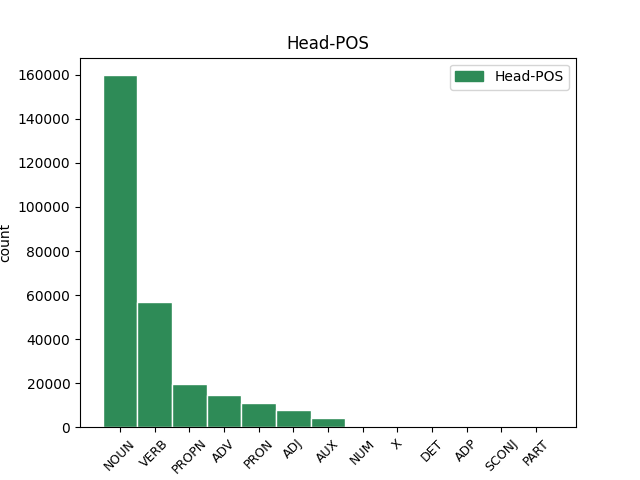 Head-POS
Head-POS
160000
140000
120000
100000
80000
60000
40000
20000
0
count
NOUN
VERB
PROPN
ADV
PRON
ADJ
AUX
NUM
X
DET
ADP
SCONJ
PART